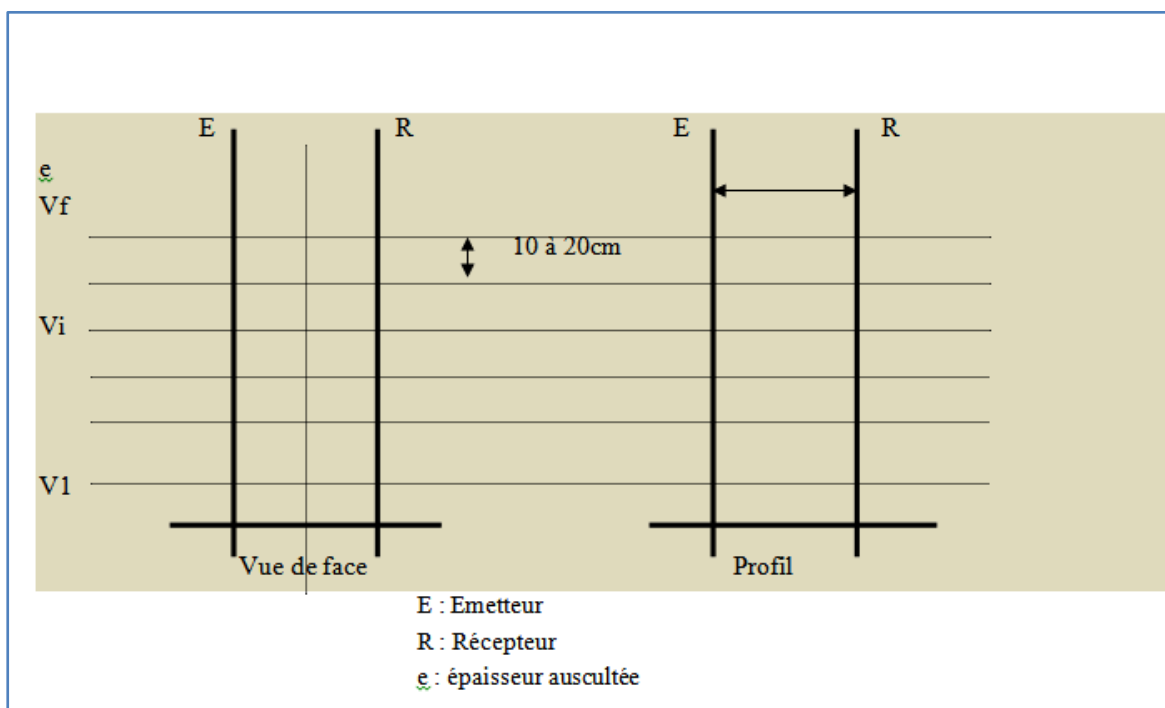 E R E R
e
Vf
10 à 20cm
Vi
V1
Vue de face Profil
E : Emetteur
R : Récepteur
e : épaisseur auscultée